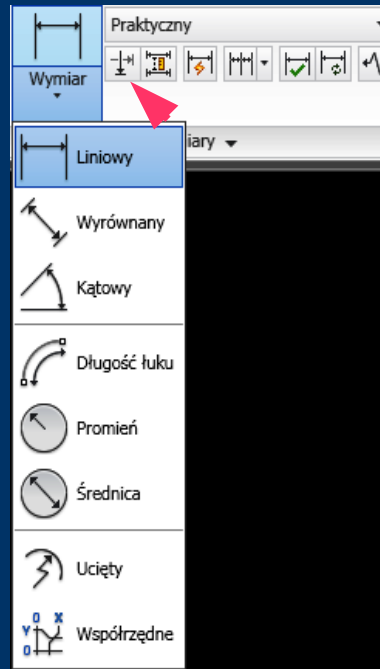 Praktyczny
Wymiar
iary
Liniowy
Wyrównany
Kątowy
Długość łuku
Promień
Średnica
Ucięty
Współrzędne